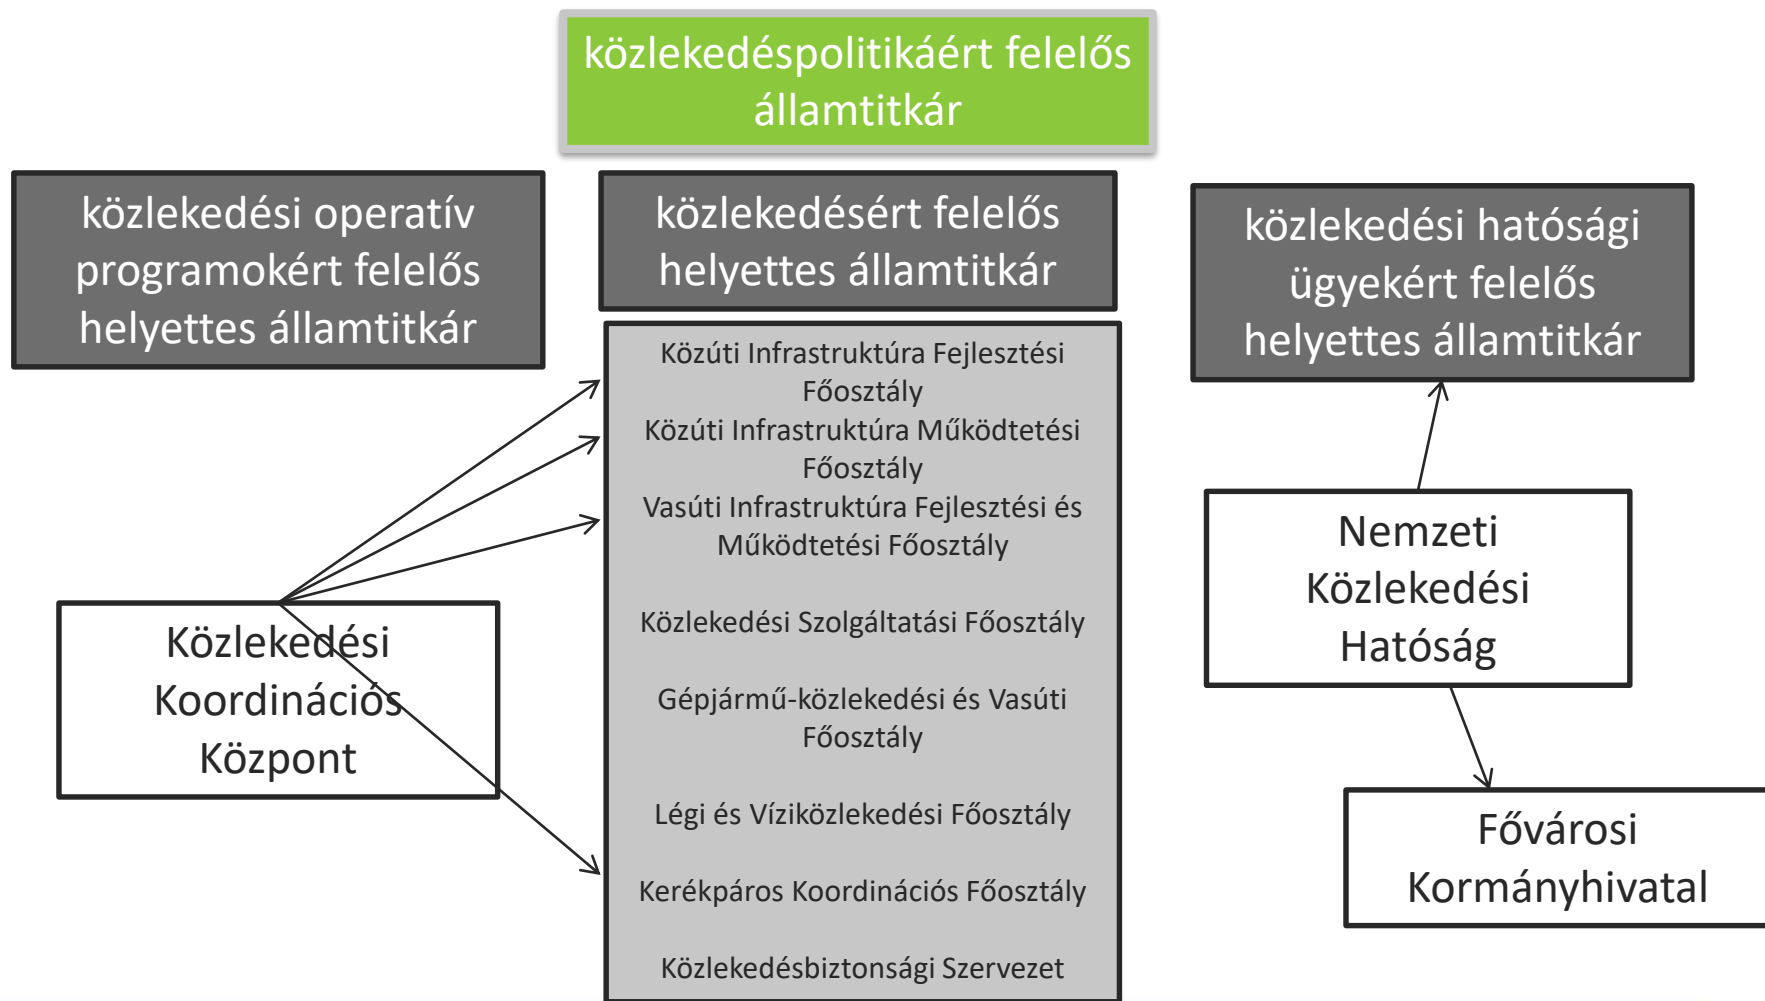 közlekedéspolitikáért felelős
államtitkár
közlekedési operatív
programokért felelős
helyettes államtitkár
közlekedésért felelős
helyettes államtitkár
közlekedési hatósági
ügyekért felelős
helyettes államtitkár
Közúti Infrastruktúra Fejlesztési
Főosztály
Közúti Infrastruktúra Működtetési
Főosztály
Vasúti Infrastruktúra Fejlesztési és
Működtetési Főosztály
Közlekedési Szolgáltatási Főosztály
Gépjármű-közlekedési és Vasúti
Főosztály
Légi és Víziközlekedési Főosztály
Kerékpáros Koordinációs Főosztály
Közlekedésbiztonsági Szervezet
Közlekedési
Koordinációs
Központ
Nemzeti
Közlekedési
Hatóság
Fővárosi
Kormányhivatal